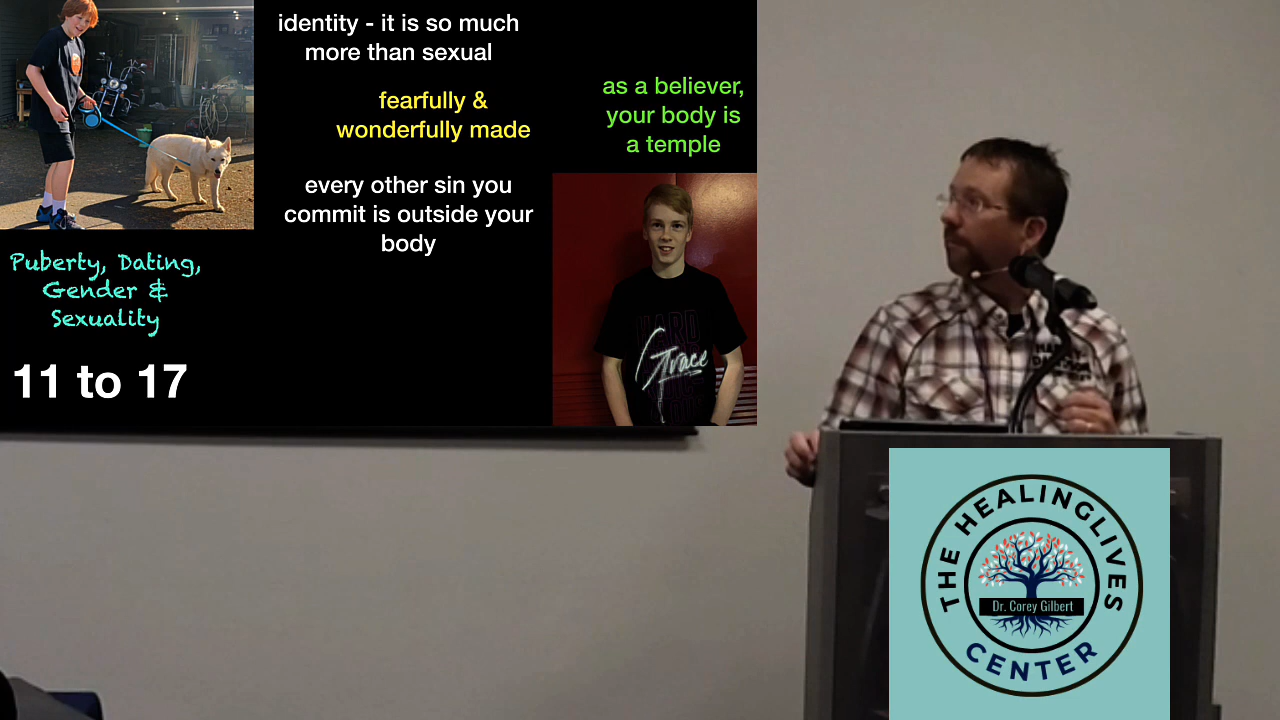 identity - it is so much
more than sexual
fearfully &
wonderfully made
as a believer,
your body is
a temple
every other sin you
commit is outside your
body
Puberty, Dating,
Gender &
Sexuality
11 to 17
HARD
Grace
THE HEALINGLIVES
Dr. Corey Gilbert
CENTER